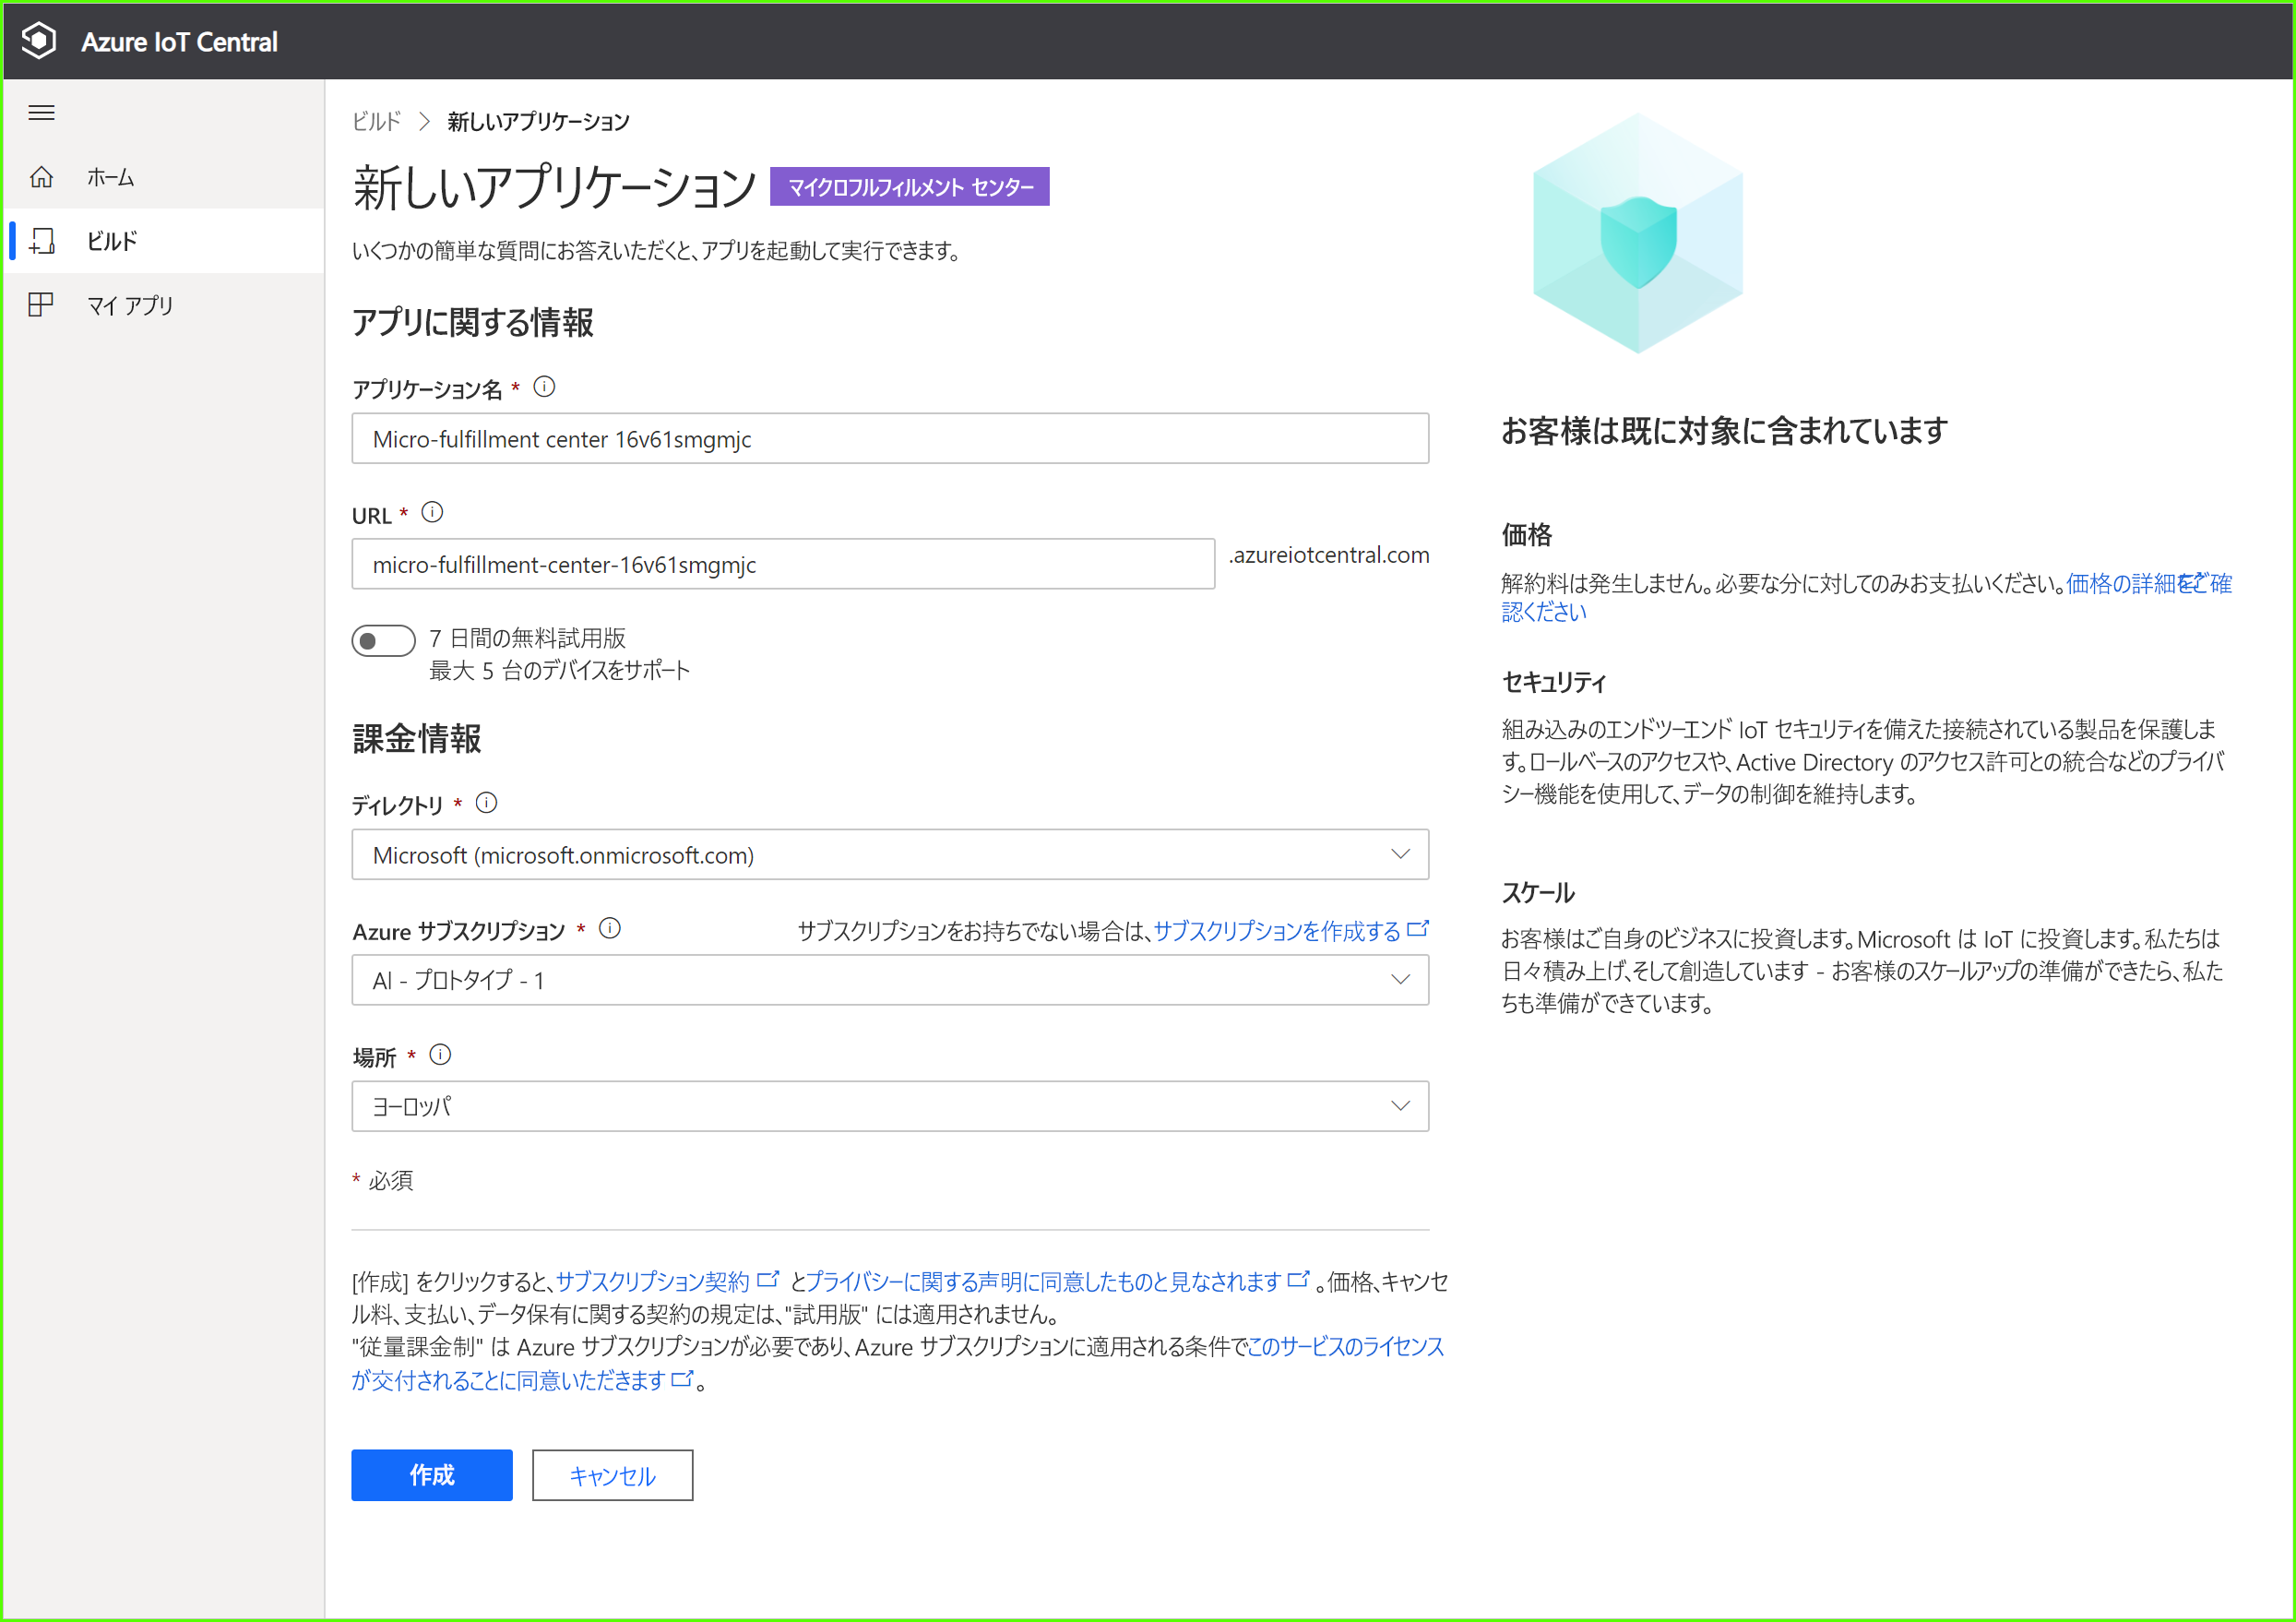 Azure IoT Central
ホーム
ビルド
マイ アプリ
ビルド > 新しいアプリケーション
新しいアプリケーション マイクロフルフィルメント センター
いくつかの簡単な質問にお答えいただくと、アプリを起動して実行できます。
アプリに関する情報
アプリケーション名 *
Micro-fulfillment center 16v61smgmjc
URL *
micro-fulfillment-center-16v61smgmjc .azureiotcentral.com
7 日間の無料試用版
最大 5 台のデバイスをサポート
課金情報
ディレクトリ *
Microsoft (microsoft.onmicrosoft.com)
Azure サブスクリプション * サブスクリプションをお持ちでない場合は、サブスクリプションを作成する
AI - プロトタイプ - 1
場所 *
ヨーロッパ
* 必須
[作成] をクリックすると、サブスクリプション契約 とプライバシーに関する声明に同意したものと見なされます 。価格、キャンセ
ル料、支払い、データ保有に関する契約の規定は、"試用版" には適用されません。
"従量課金制" は Azure サブスクリプションが必要であり、Azure サブスクリプションに適用される条件でこのサービスのライセンス
が交付されることに同意いただきます 。
作成 キャンセル
お客様は既に対象に含まれています
価格
解約料は発生しません。必要な分に対してのみお支払いください。価格の詳細をご確
認ください
セキュリティ
組み込みのエンドツーエンド IoT セキュリティを備えた接続されている製品を保護しま
す。ロールベースのアクセスや、Active Directory のアクセス許可との統合などのプライバ
シー機能を使用して、データの制御を維持します。
スケール
お客様はご自身のビジネスに投資します。Microsoft は IoT に投資します。私たちは
日々積み上げ、そして創造しています - お客様のスケールアップの準備ができたら、私た
ちも準備ができています。